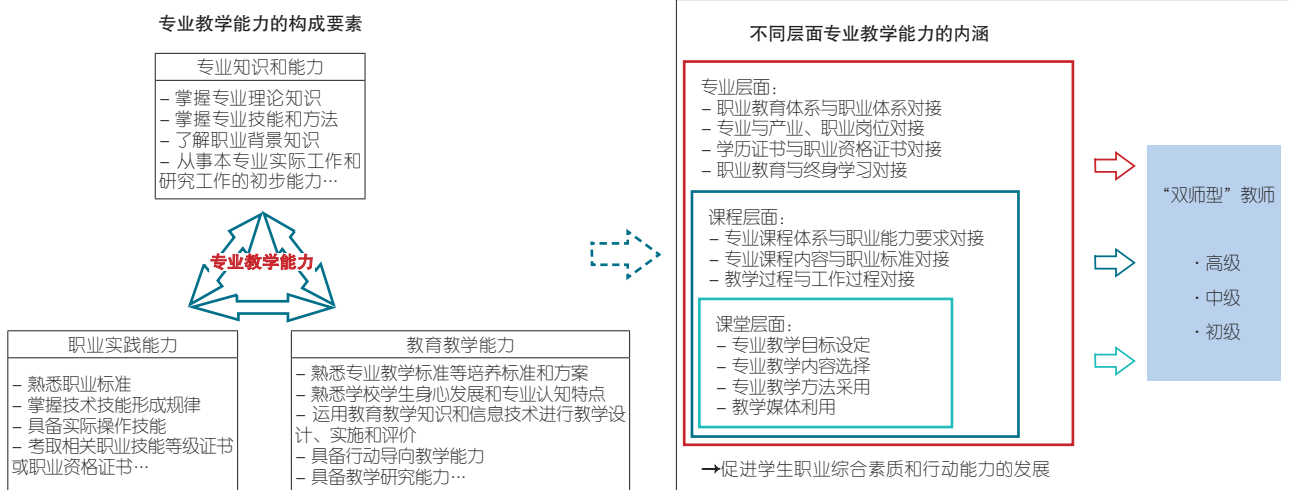 专业教学能力的构成要素
专业知识和能力
– 掌握专业理论知识
– 掌握专业技能和方法
– 了解职业背景知识
– 从事本专业实际工作和
研究工作的初步能力…
专业教学能力
职业实践能力
– 熟悉职业标准
– 掌握技术技能形成规律
– 具备实际操作技能
– 考取相关职业技能等级证书
或职业资格证书…
教育教学能力
– 熟悉专业教学标准等培养标准和方案
– 熟悉学校学生身心发展和专业认知特点
– 运用教育教学知识和信息技术进行教学设
计、实施和评价
– 具备行动导向教学能力
– 具备教学研究能力…
不同层面专业教学能力的内涵
专业层面：
– 职业教育体系与职业体系对接
– 专业与产业、职业岗位对接
– 学历证书与职业资格证书对接
– 职业教育与终身学习对接
课程层面：
– 专业课程体系与职业能力要求对接
– 专业课程内容与职业标准对接
– 教学过程与工作过程对接
课堂层面：
– 专业教学目标设定
– 专业教学内容选择
– 专业教学方法采用
– 教学媒体利用
→促进学生职业综合素质和行动能力的发展
“双师型”教师
·高级
·中级
·初级